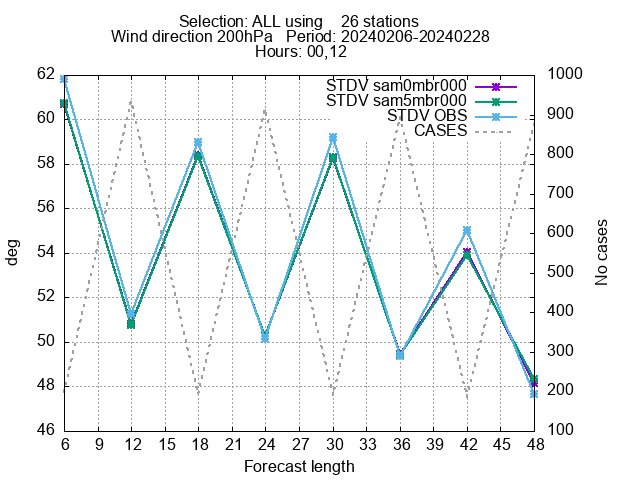 Selection: ALL using    26 stations
Wind direction 200hPa   Period: 20240206-20240228
Hours: 00,12
STDV sam0mbr000
STDV sam5mbr000
STDV OBS
CASES
62
60
58
56
54
52
50
48
46
deg
1000
900
800
700
600
500
400
300
200
100
No cases
6 9 12 15 18 21 24 27 30 33 36 39 42 45 48
Forecast length